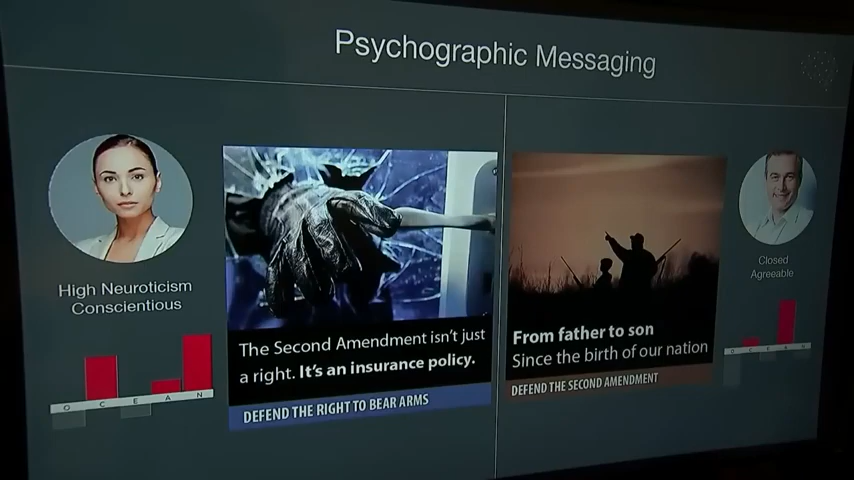 Psychographic Messaging
High Neuroticism
Conscientious
The Second Amendment isn't just
a right. It's an insurance policy.
DEFEND THE RIGHT TO BEAR ARMS
O C E A N
From father to son
Since the birth of our nation
DEFEND THE SECOND AMENDMENT
Closed
Agreeable
O C E A N